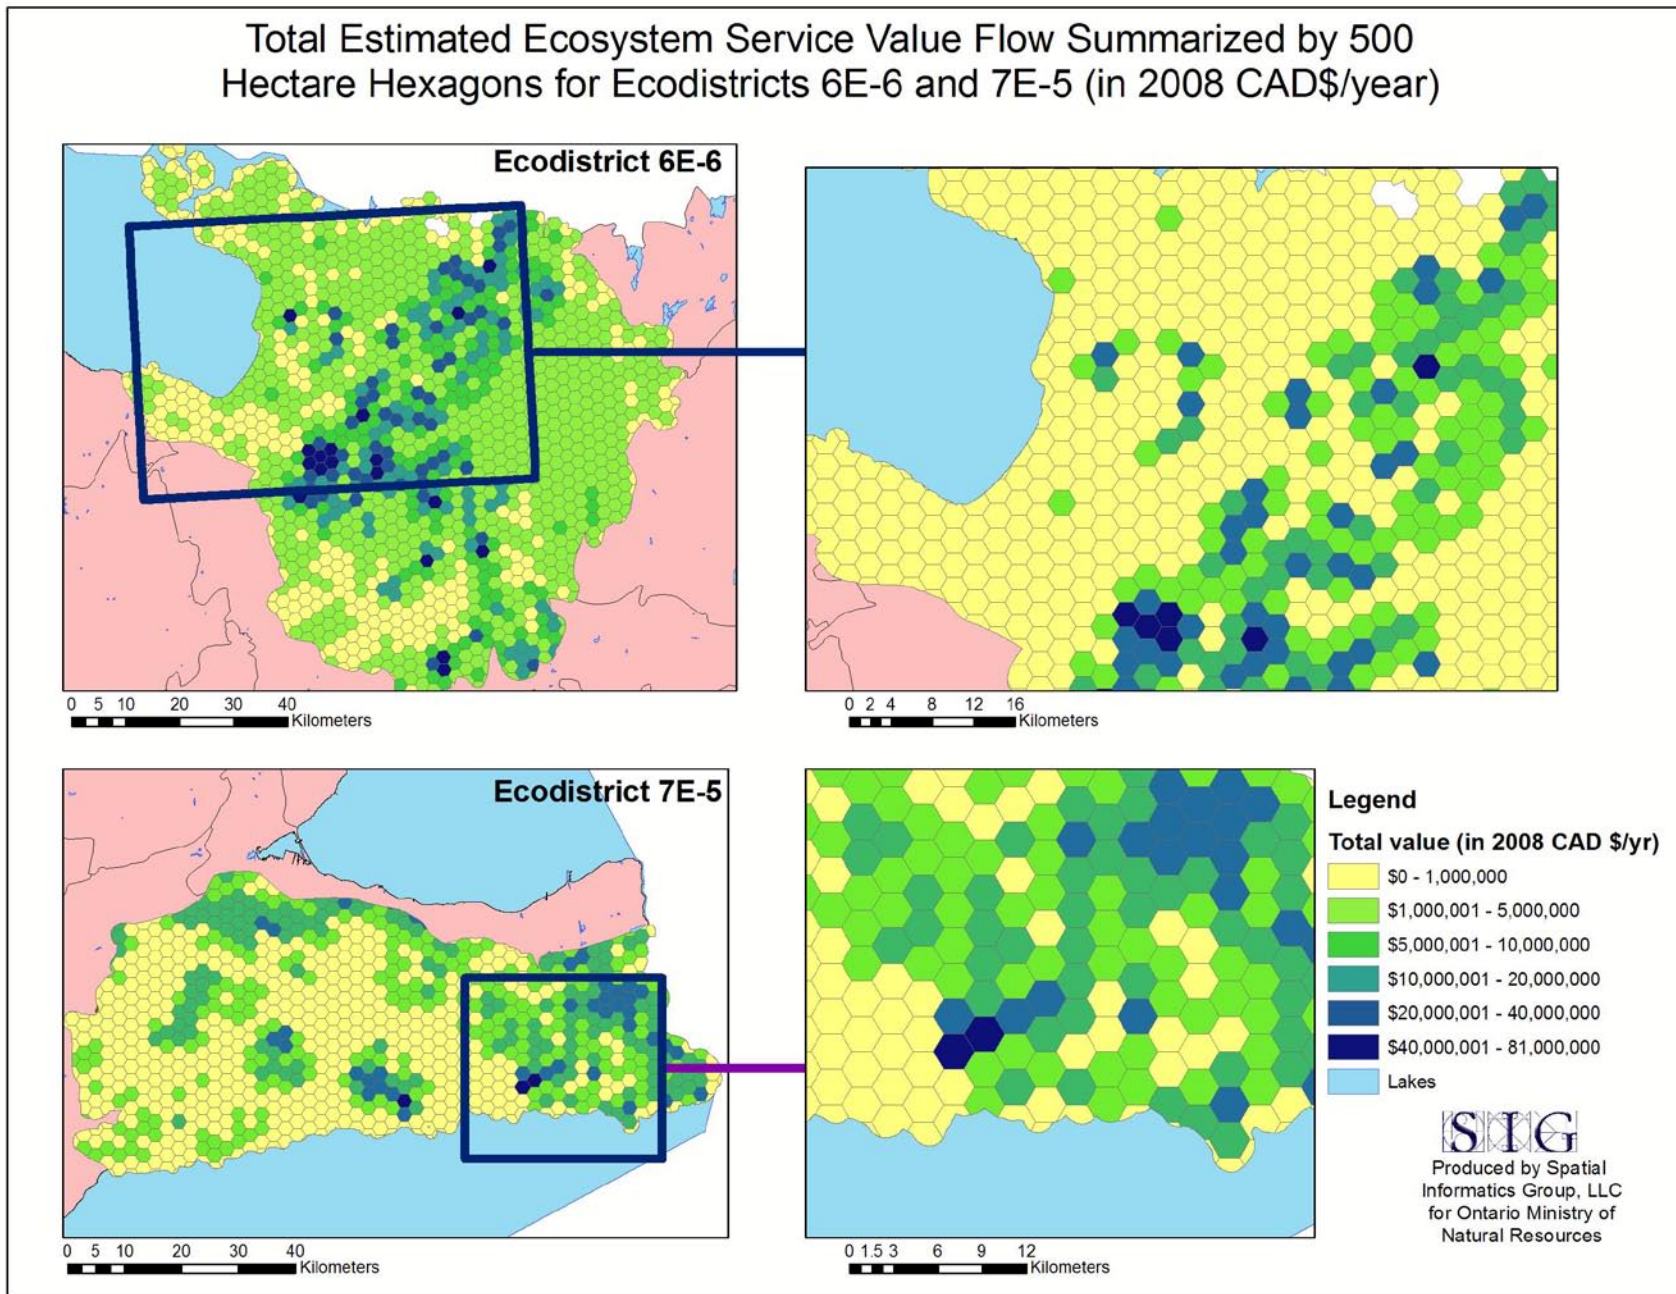 Total Estimated Ecosystem Service Value Flow Summarized by 500
Hectare Hexagons for Ecodistricts 6E-6 and 7E-5 (in 2008 CAD$/year)
Ecodistrict 6E-6
0 5 10 20 30 40
Kilometers
0 2 4 8 12 16
Kilometers
Ecodistrict 7E-5
0 5 10 20 30 40
Kilometers
0 1.5 3 6 9 12
Kilometers
Legend
Total value (in 2008 CAD $/yr)
$0 - 1,000,000
$1,000,001 - 5,000,000
$5,000,001 - 10,000,000
$10,000,001 - 20,000,000
$20,000,001 - 40,000,000
$40,000,001 - 81,000,000
Lakes
SIG
Produced by Spatial
Informatics Group, LLC
for Ontario Ministry of
Natural Resources